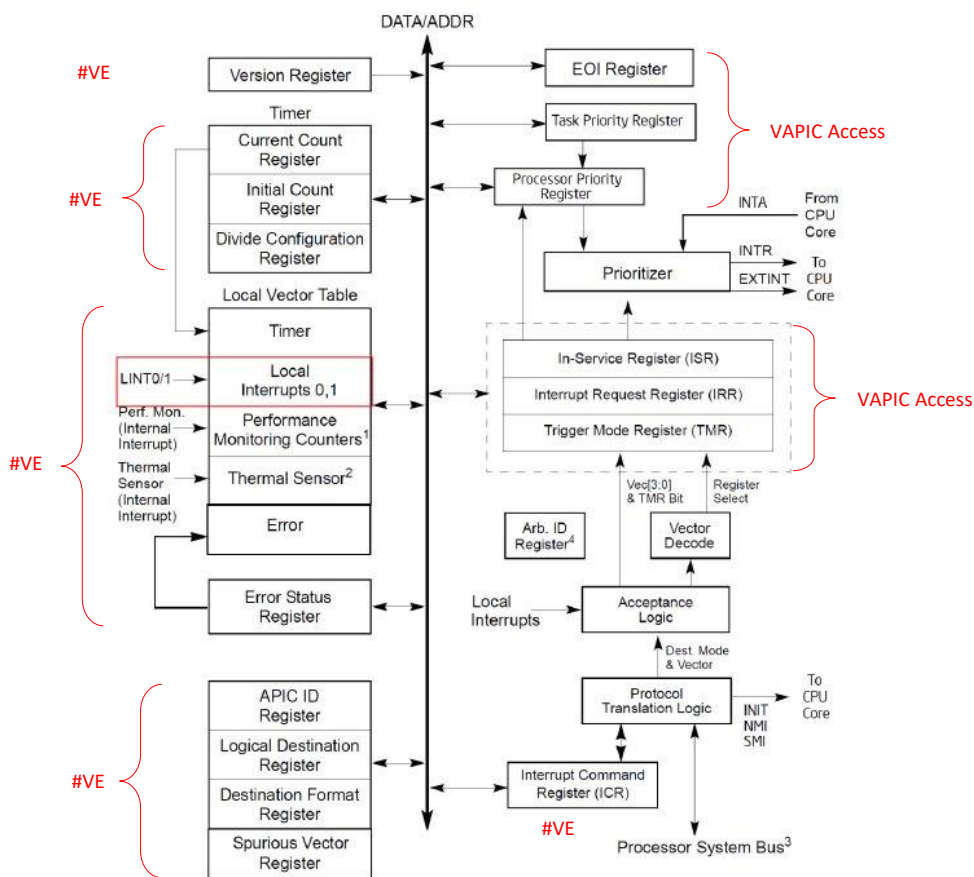 DATA/ADDR
#VE
Version Register
EOI Register
Timer
Task Priority Register
VAPIC Access
#VE
Current Count
Register
Initial Count
Register
Divide Configuration
Register
Processor Priority
Register
INTA
From
CPU
Core
Prioritizer
INTR
EXTINT
To
CPU
Core
Local Vector Table
Timer
LINT0/1
Local
Interrupts 0,1
Perf. Mon.
(Internal
Interrupt)
Performance
Monitoring Counters1
#VE
Thermal
Sensor
(Internal
Interrupt)
Thermal Sensor2
Error
Error Status
Register
In-Service Register (ISR)
Interrupt Request Register (IRR)
Trigger Mode Register (TMR)
VAPIC Access
Vec[3:0]
& TMR Bit
Register
Select
Arb. ID
Register4
Vector
Decode
Local
Interrupts
Acceptance
Logic
Dest. Mode
& Vector
Protocol
Translation Logic
To
CPU
Core
INIT
NMI
SMI
#VE
APIC ID
Register
Logical Destination
Register
Destination Format
Register
Spurious Vector
Register
Interrupt Command
Register (ICR)
#VE
Processor System Bus3